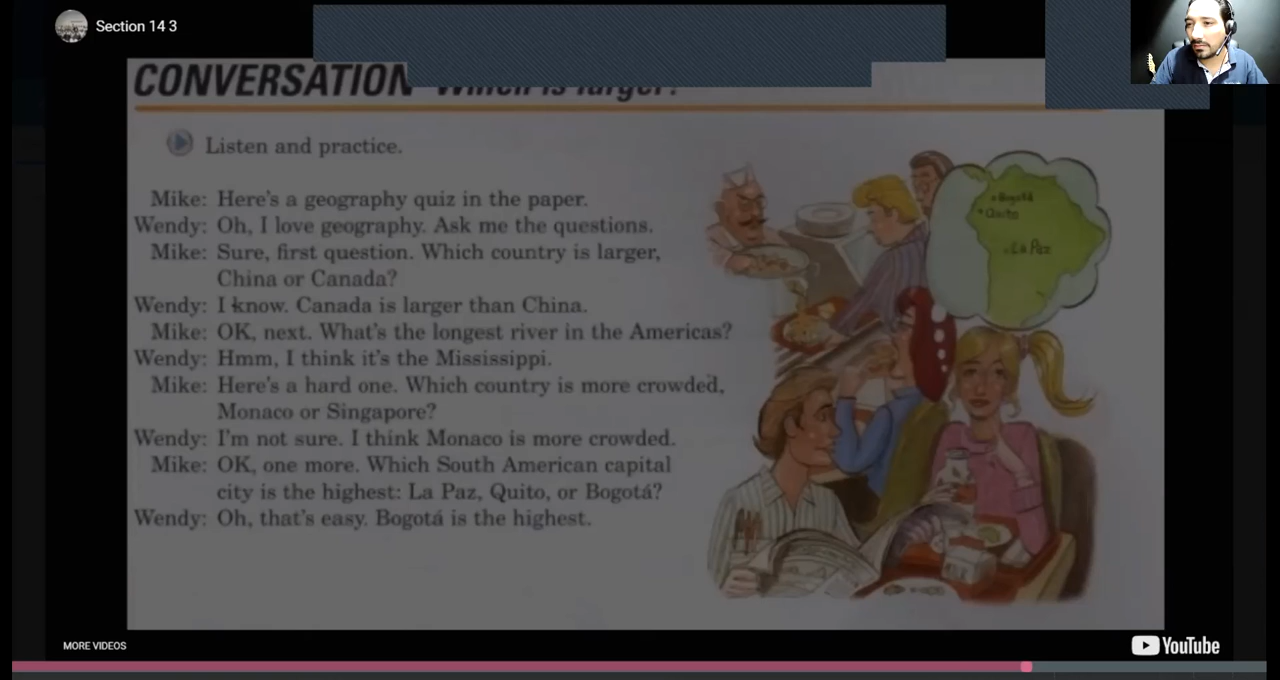 Section 14 3
CONVERSATION Which is larger?
Listen and practice.
Mike: Here's a geography quiz in the paper.
Wendy: Oh, I love geography. Ask me the questions.
Mike: Sure, first question. Which country is larger,
China or Canada?
Wendy: I know. Canada is larger than China.
Mike: OK, next. What's the longest river in the Americas?
Wendy: Hmm, I think it's the Mississippi.
Mike: Here's a hard one. Which country is more crowded,
Monaco or Singapore?
Wendy: I'm not sure. I think Monaco is more crowded.
Mike: OK, one more. Which South American capital
city is the highest: La Paz, Quito, or Bogotá?
Wendy: Oh, that's easy. Bogotá is the highest.
Bogotá
Quito
La Paz
MORE VIDEOS
YouTube